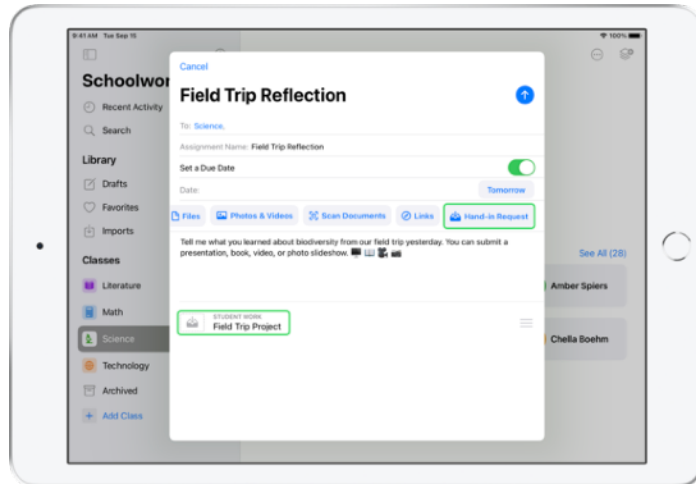 9:41 AM Tue Sep 15
100%
Schoolwor
Recent Activity
Search
Library
Drafts
Favorites
Imports
Classes
Literature
Math
Science
Technology
Archived
Add Class
Cancel
Field Trip Reflection
To: Science,
Assignment Name: Field Trip Reflection
Set a Due Date
Date: Tomorrow
Files Photos & Videos Scan Documents Links Hand-in Request
Tell me what you learned about biodiversity from our field trip yesterday. You can submit a
presentation, book, video, or photo slideshow. 🖥️ 📖 🎥 📷
STUDENT WORK
Field Trip Project
See All (28)
Amber Spiers
Chella Boehm